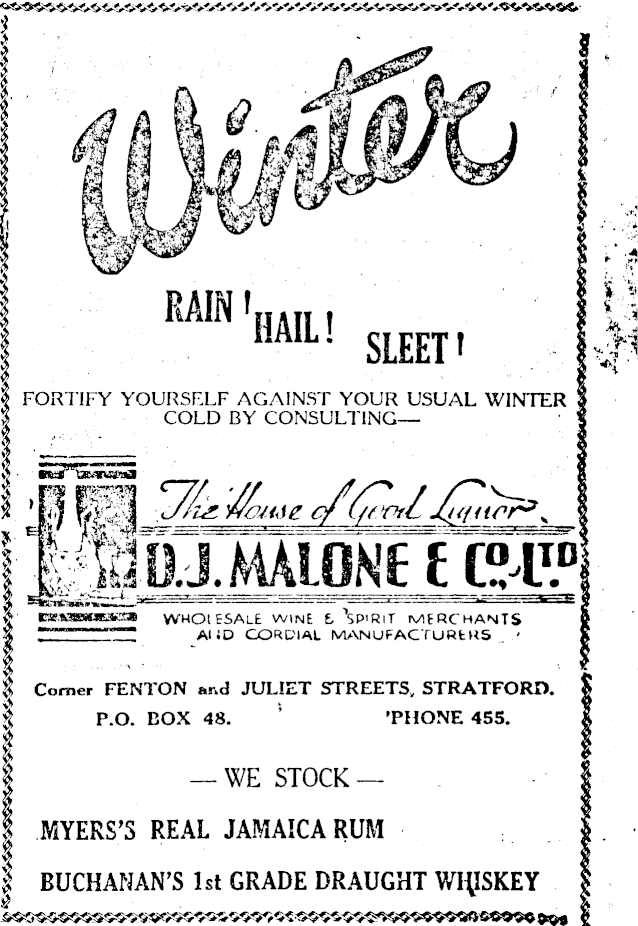 Winter
RAIN! HAIL! SLEET!
FORTIFY YOURSELF AGAINST YOUR USUAL WINTER
COLD BY CONSULTING—
The House of Good Liquor
D.J. MALONE & CO., LTD
WHOLESALE WINE & SPIRIT MERCHANTS
AND CORDIAL MANUFACTURERS
Corner FENTON and JULIET STREETS, STRATFORD.
P.O. BOX 48. 'PHONE 455.
— WE STOCK —
MYERS'S REAL JAMAICA RUM
BUCHANAN'S 1st GRADE DRAUGHT WHISKEY